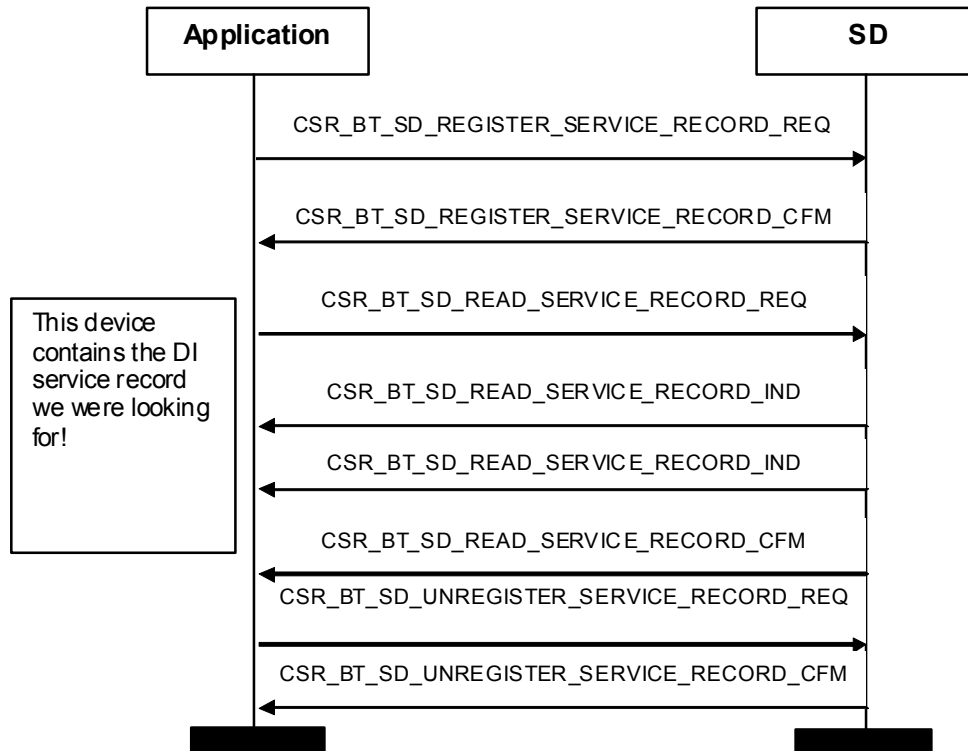 Application
SD
CSR_BT_SD_REGISTER_SERVICE_RECORD_REQ
CSR_BT_SD_REGISTER_SERVICE_RECORD_CFM
CSR_BT_SD_READ_SERVICE_RECORD_REQ
This device
contains the DI
service record
we were looking
for!
CSR_BT_SD_READ_SERVICE_RECORD_IND
CSR_BT_SD_READ_SERVICE_RECORD_IND
CSR_BT_SD_READ_SERVICE_RECORD_CFM
CSR_BT_SD_UNREGISTER_SERVICE_RECORD_REQ
CSR_BT_SD_UNREGISTER_SERVICE_RECORD_CFM